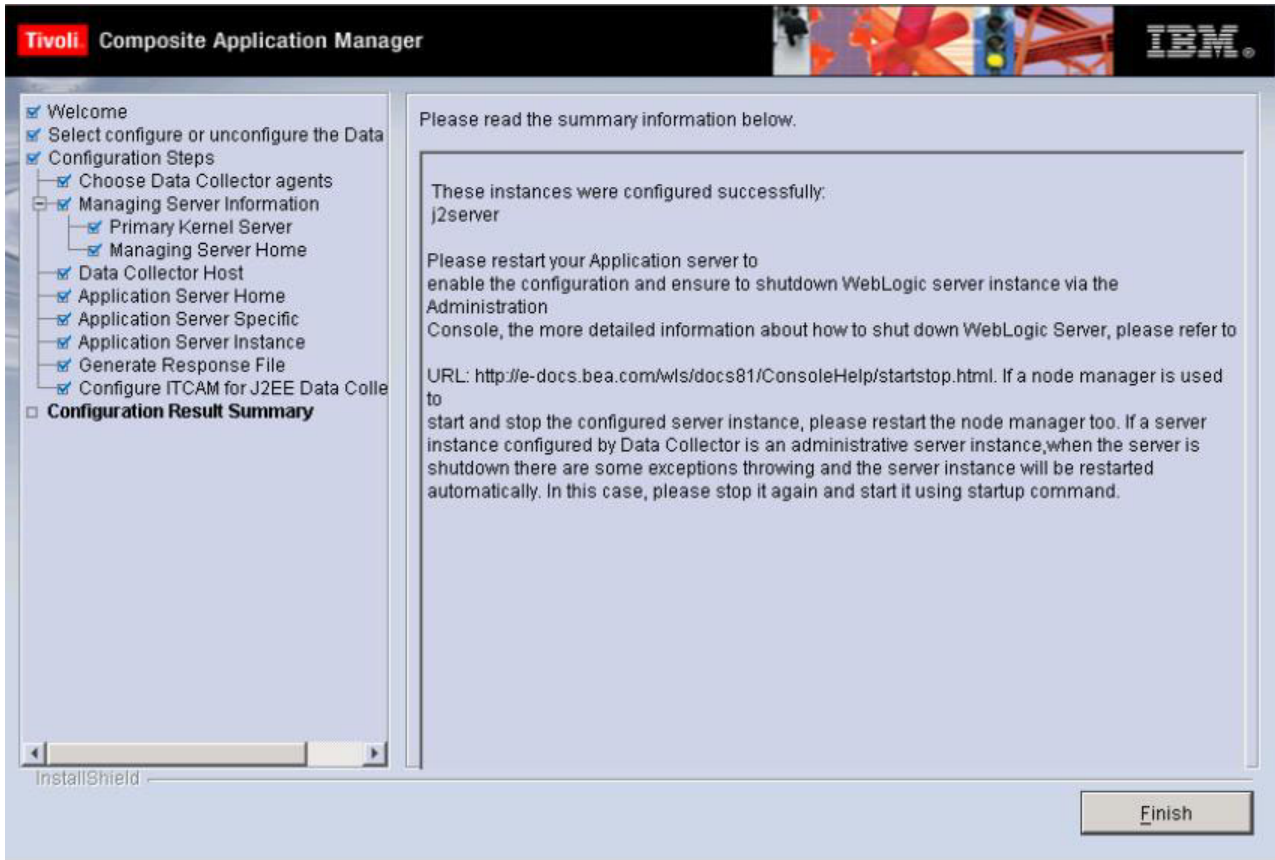 Tivoli. Composite Application Manager
IBM®
Welcome
Select configure or unconfigure the Data
Configuration Steps
Choose Data Collector agents
Managing Server Information
Primary Kernel Server
Managing Server Home
Data Collector Host
Application Server Home
Application Server Specific
Application Server Instance
Generate Response File
Configure ITCAM for J2EE Data Colle
Configuration Result Summary
Please read the summary information below.
These instances were configured successfully:
j2server
Please restart your Application server to
enable the configuration and ensure to shutdown WebLogic server instance via the
Administration
Console, the more detailed information about how to shut down WebLogic Server, please refer to
URL: http://e-docs.bea.com/wls/docs81/ConsoleHelp/startstop.html. If a node manager is used
to
start and stop the configured server instance, please restart the node manager too. If a server
instance configured by Data Collector is an administrative server instance,when the server is
shutdown there are some exceptions throwing and the server instance will be restarted
automatically. In this case, please stop it again and start it using startup command.
InstallShield
Finish